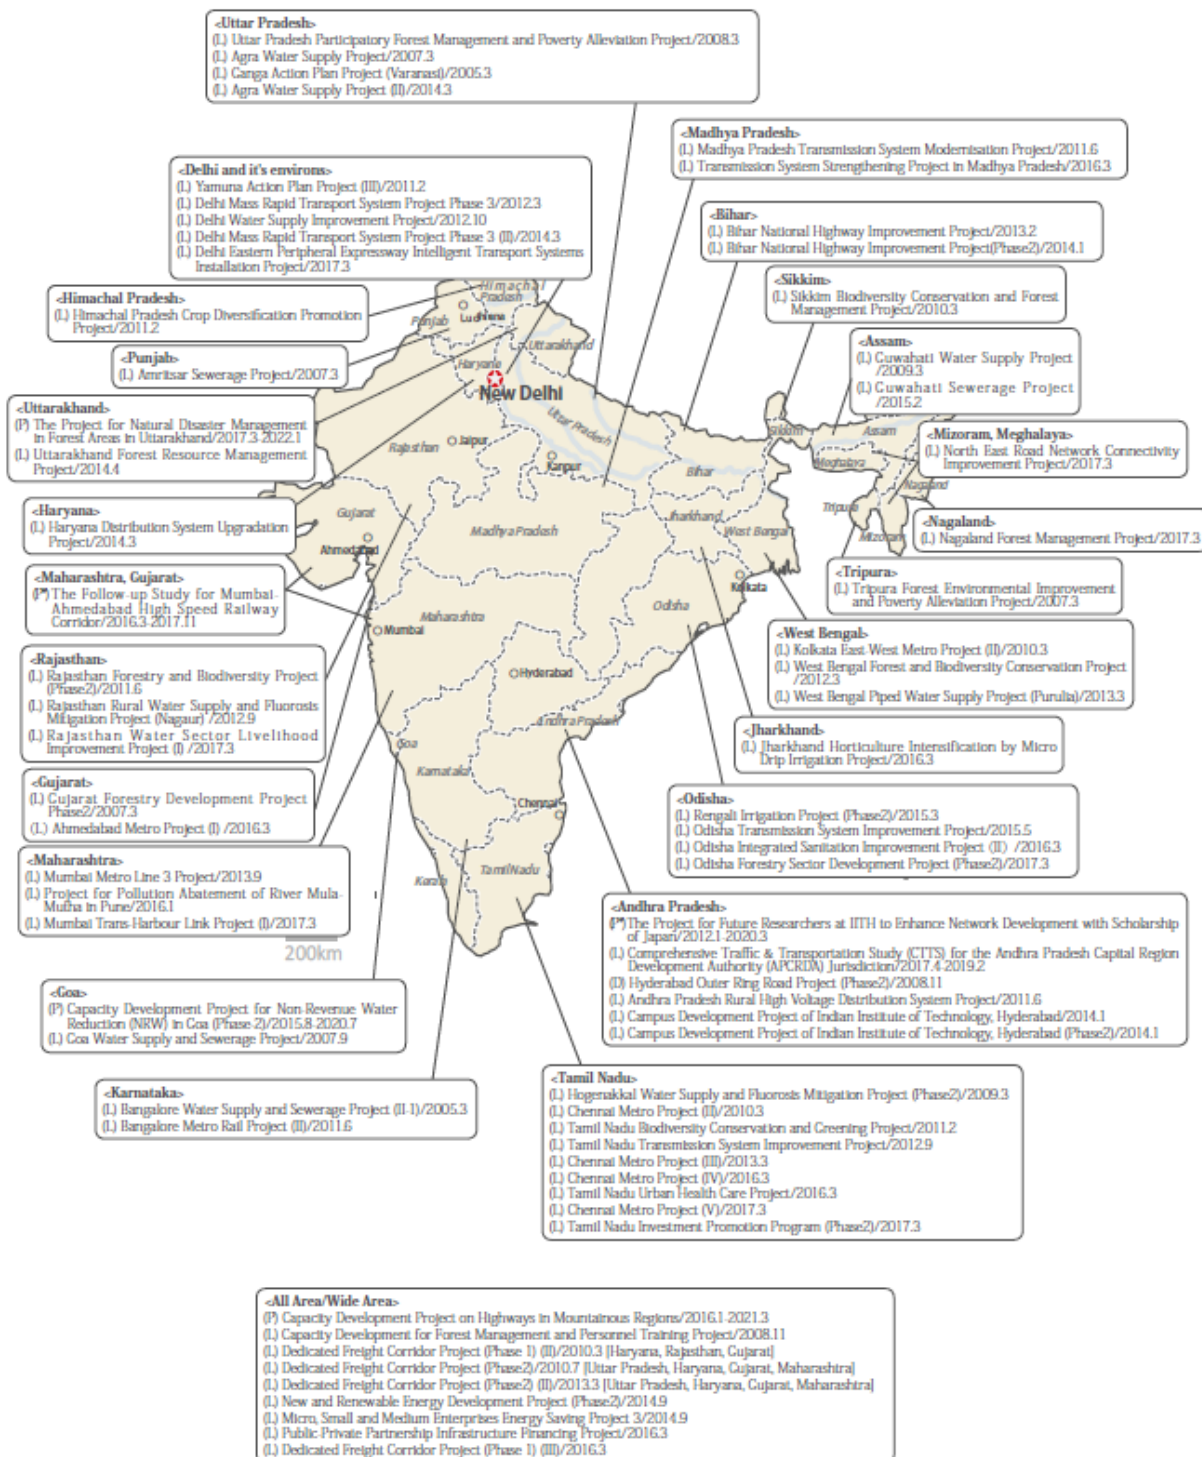 <Uttar Pradesh>
(L) Uttar Pradesh Participatory Forest Management and Poverty Alleviation Project/2008.3
(L) Agra Water Supply Project/2007.3
(L) Ganga Action Plan Project (Varanasi)/2005.3
(L) Agra Water Supply Project (II)/2014.3
<Madhya Pradesh>
(L) Madhya Pradesh Transmission System Modernisation Project/2011.6
(L) Transmission System Strengthening Project in Madhya Pradesh/2016.3
<Delhi and it's environs>
(L) Yamuna Action Plan Project (III)/2011.2
(L) Delhi Mass Rapid Transport System Project Phase 3/2012.3
(L) Delhi Water Supply Improvement Project/2012.10
(L) Delhi Mass Rapid Transport System Project Phase 3 (II)/2014.3
(L) Delhi Eastern Peripheral Expressway Intelligent Transport Systems
Installation Project/2017.3
<Bihar>
(L) Bihar National Highway Improvement Project/2013.2
(L) Bihar National Highway Improvement Project(Phase2)/2014.1
<Sikkim>
(L) Sikkim Biodiversity Conservation and Forest
Management Project/2010.3
<Himachal Pradesh>
(L) Himachal Pradesh Crop Diversification Promotion
Project/2011.2
<Assam>
(L) Guwahati Water Supply Project
/2009.3
(L) Guwahati Sewerage Project
/2015.2
<Punjab>
(L) Amritsar Sewerage Project/2007.3
<Uttarakhand>
(P) The Project for Natural Disaster Management
in Forest Areas in Uttarakhand/2017.3-2022.1
(L) Uttarakhand Forest Resource Management
Project/2014.4
<Mizoram, Meghalaya>
(L) North East Road Network Connectivity
Improvement Project/2017.3
<Haryana>
(L) Haryana Distribution System Upgradation
Project/2014.3
<Nagaland>
(L) Nagaland Forest Management Project/2017.3
<Maharashtra, Gujarat>
(P*) The Follow-up Study for Mumbai-
Ahmedabad High Speed Railway
Corridor/2016.3-2017.11
<Tripura>
(L) Tripura Forest Environmental Improvement
and Poverty Alleviation Project/2007.3
<Rajasthan>
(L) Rajasthan Forestry and Biodiversity Project
(Phase2)/2011.6
(L) Rajasthan Rural Water Supply and Fluorosis
Mitigation Project (Nagaur) /2012.9
(L) Rajasthan Water Sector Livelihood
Improvement Project (I) /2017.3
<West Bengal>
(L) Kolkata East-West Metro Project (II)/2010.3
(L) West Bengal Forest and Biodiversity Conservation Project
/2012.3
(L) West Bengal Piped Water Supply Project (Purulia)/2013.3
<Jharkhand>
(L) Jharkhand Horticulture Intensification by Micro
Drip Irrigation Project/2016.3
<Gujarat>
(L) Gujarat Forestry Development Project
Phase2/2007.3
(L) Ahmedabad Metro Project (I) /2016.3
<Odisha>
(L) Rengali Irrigation Project (Phase2)/2015.3
(L) Odisha Transmission System Improvement Project/2015.5
(L) Odisha Integrated Sanitation Improvement Project (II) /2016.3
(L) Odisha Forestry Sector Development Project (Phase2)/2017.3
<Maharashtra>
(L) Mumbai Metro Line 3 Project/2013.9
(L) Project for Pollution Abatement of River Mula-
Mutha in Pune/2016.1
(L) Mumbai Trans-Harbour Link Project (I)/2017.3
<Andhra Pradesh>
(P*) The Project for Future Researchers at IITH to Enhance Network Development with Scholarship
of Japan/2012.1-2020.3
(L) Comprehensive Traffic & Transportation Study (CTTS) for the Andhra Pradesh Capital Region
Development Authority (APCRDA) Jurisdiction/2017.4-2019.2
(D) Hyderabad Outer Ring Road Project (Phase2)/2008.11
(L) Andhra Pradesh Rural High Voltage Distribution System Project/2011.6
(L) Campus Development Project of Indian Institute of Technology, Hyderabad/2014.1
(L) Campus Development Project of Indian Institute of Technology, Hyderabad (Phase2)/2014.1
<Goa>
(P) Capacity Development Project for Non-Revenue Water
Reduction (NRW) in Goa (Phase-2)/2015.8-2020.7
(L) Goa Water Supply and Sewerage Project/2007.9
<Karnataka>
(L) Bangalore Water Supply and Sewerage Project (II-1)/2005.3
(L) Bangalore Metro Rail Project (II)/2011.6
<Tamil Nadu>
(L) Hogenakkal Water Supply and Fluorosis Mitigation Project (Phase2)/2009.3
(L) Chennai Metro Project (II)/2010.3
(L) Tamil Nadu Biodiversity Conservation and Greening Project/2011.2
(L) Tamil Nadu Transmission System Improvement Project/2012.9
(L) Chennai Metro Project (III)/2013.3
(L) Chennai Metro Project (IV)/2016.3
(L) Tamil Nadu Urban Health Care Project/2016.3
(L) Chennai Metro Project (V)/2017.3
(L) Tamil Nadu Investment Promotion Program (Phase2)/2017.3
<All Area/Wide Area>
(P) Capacity Development Project on Highways in Mountainous Regions/2016.1-2021.3
(L) Capacity Development for Forest Management and Personnel Training Project/2008.11
(L) Dedicated Freight Corridor Project (Phase 1) (II)/2010.3 [Haryana, Rajasthan, Gujarat]
(L) Dedicated Freight Corridor Project (Phase2)/2010.7 [Uttar Pradesh, Haryana, Gujarat, Maharashtra]
(L) Dedicated Freight Corridor Project (Phase2) (II)/2013.3 [Uttar Pradesh, Haryana, Gujarat, Maharashtra]
(L) New and Renewable Energy Development Project (Phase2)/2014.9
(L) Micro, Small and Medium Enterprises Energy Saving Project 3/2014.9
(L) Public-Private Partnership Infrastructure Financing Project/2016.3
(L) Dedicated Freight Corridor Project (Phase 1) (III)/2016.3
Himachal
Pradesh
Punjab
Ludhiana
Uttarakhand
Haryana
New Delhi
Uttar Pradesh
Rajasthan
Jaipur
Kanpur
Sikkim
Assam
Meghalaya
Nagaland
Bihar
Tripura
Mizoram
Gujarat
Ahmedabad
Madhya Pradesh
Jharkhand
West Bengal
Kolkata
Odisha
Maharashtra
Mumbai
Hyderabad
Andhra Pradesh
Goa
Karnataka
Chennai
Tamil Nadu
Kerala
200km